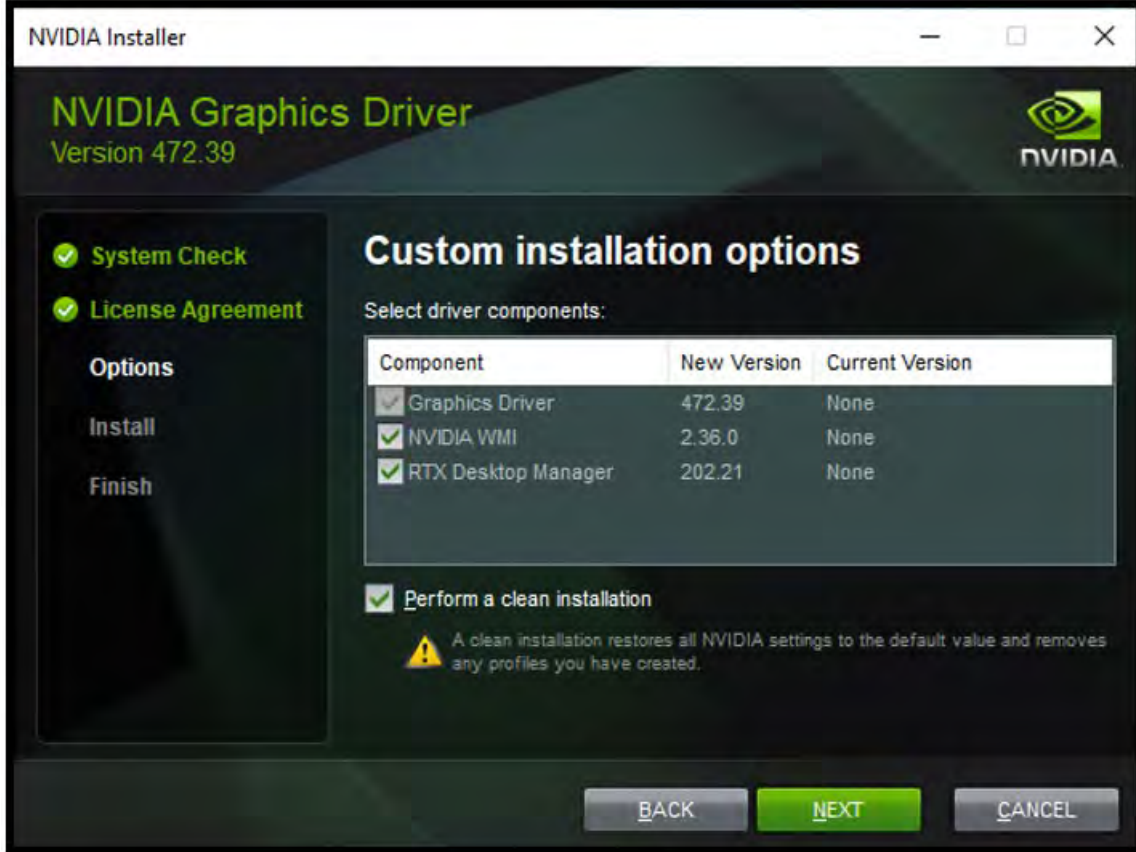 NVIDIA Installer
NVIDIA Graphics Driver
Version 472.39
NVIDIA
System Check
License Agreement
Options
Install
Finish
Custom installation options
Select driver components:
Component New Version Current Version
Graphics Driver 472.39 None
NVIDIA WMI 2.36.0 None
RTX Desktop Manager 202.21 None
Perform a clean installation
A clean installation restores all NVIDIA settings to the default value and removes
any profiles you have created.
BACK NEXT CANCEL